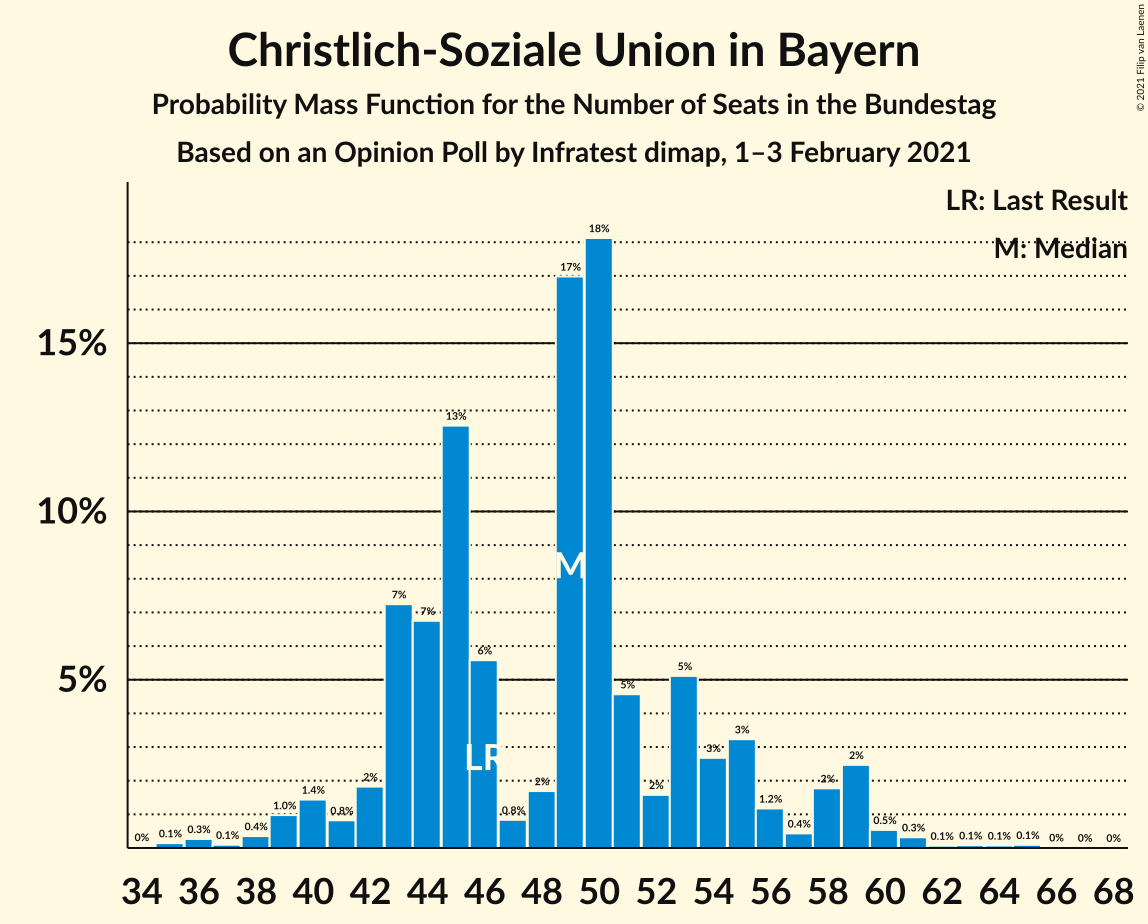 Christlich-Soziale Union in Bayern
Probability Mass Function for the Number of Seats in the Bundestag
Based on an Opinion Poll by Infratest dimap, 1–3 February 2021
© 2021 Filip van Laenen
LR: Last Result
M: Median
15%
10%
5%
0% 0.1% 0.3% 0.1% 0.4% 1.0% 1.4% 0.8% 2% 7% 7% 13% 6% 0.8% 2% 17% 18% 5% 2% 5% 3% 3% 1.2% 0.4% 2% 2% 0.5% 0.3% 0.1% 0.1% 0.1% 0.1% 0% 0% 0%
M
LR
34 36 38 40 42 44 46 48 50 52 54 56 58 60 62 64 66 68